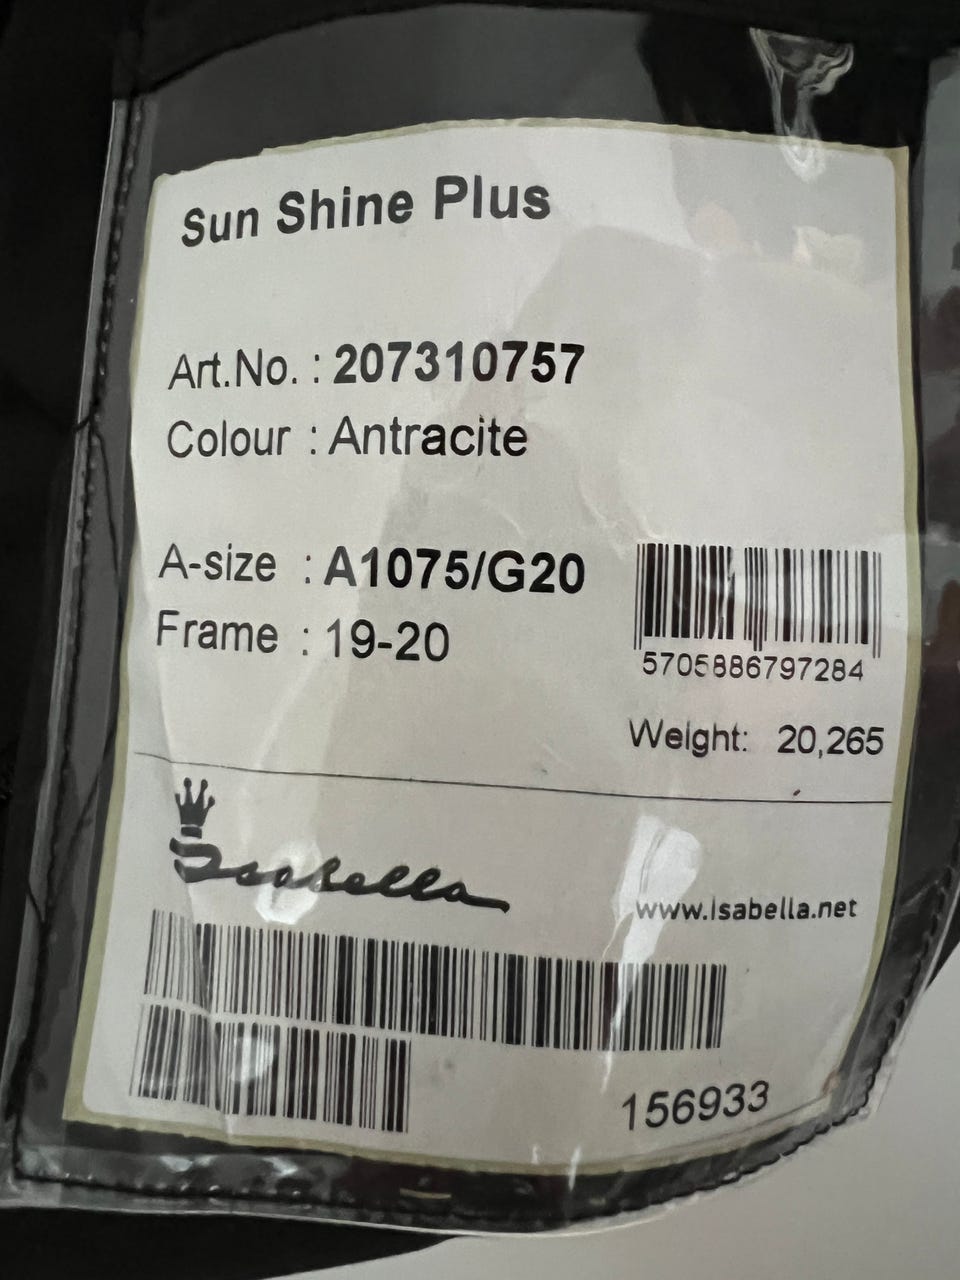 Sun Shine Plus
Art.No. : 207310757
Colour : Antracite
A-size : A1075/G20
Frame : 19-20
5705886797284
Weight: 20,265
Isabella
www.isabella.net
156933